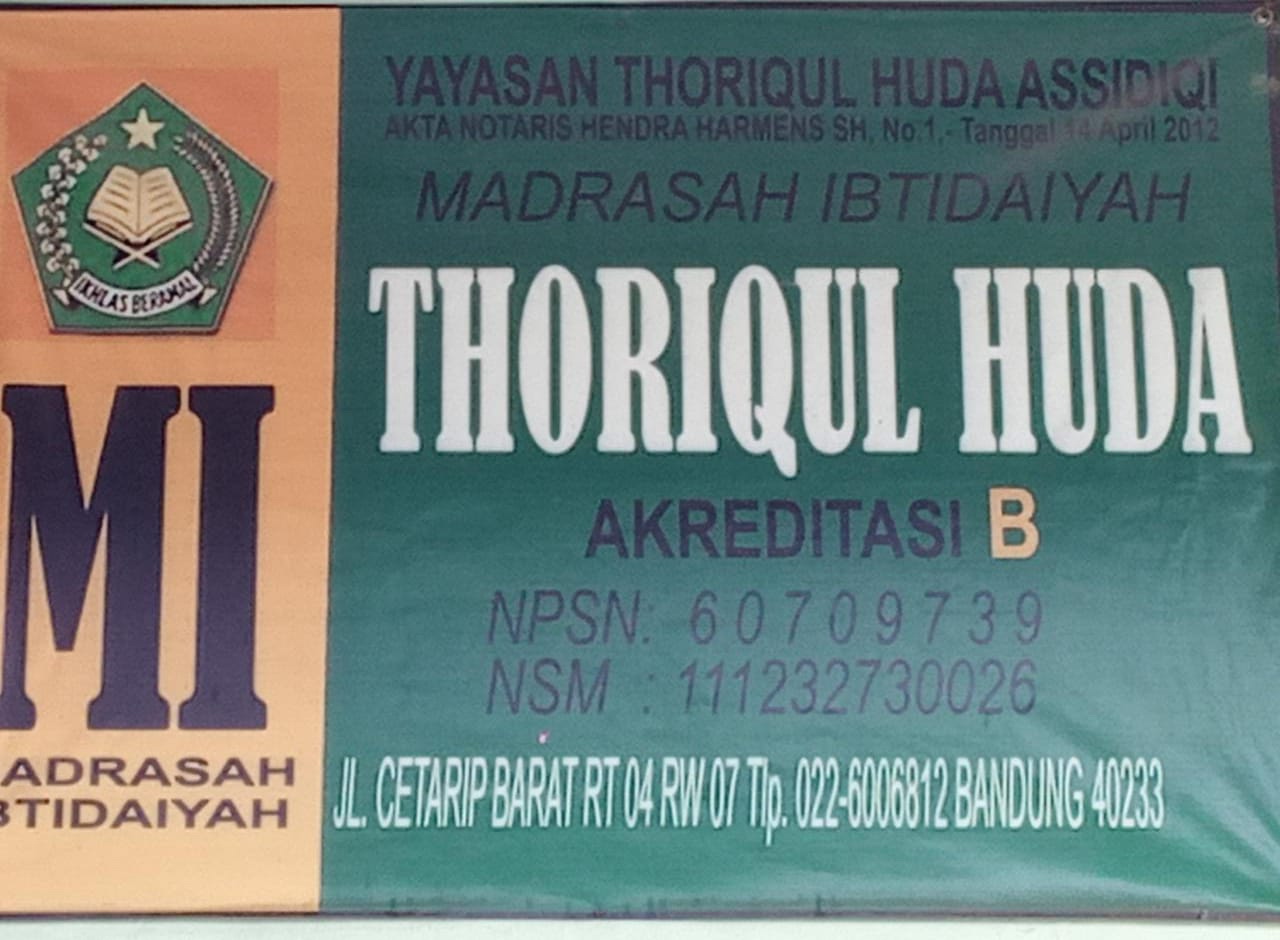 IKHLAS BERAMAL
MI
ADRASAH
BTIDAIYAH
YAYASAN THORIQUL HUDA ASSIDIQI
AKTA NOTARIS HENDRA HARMENS SH, No.1,- Tanggal 14 April 2012
MADRASAH IBTIDAIYAH
THORIQUL HUDA
AKREDITASI B
NPSN: 60709739
NSM : 111232730026
JL. CETARIP BARAT RT 04 RW 07 Tlp. 022-6006812 BANDUNG 40233